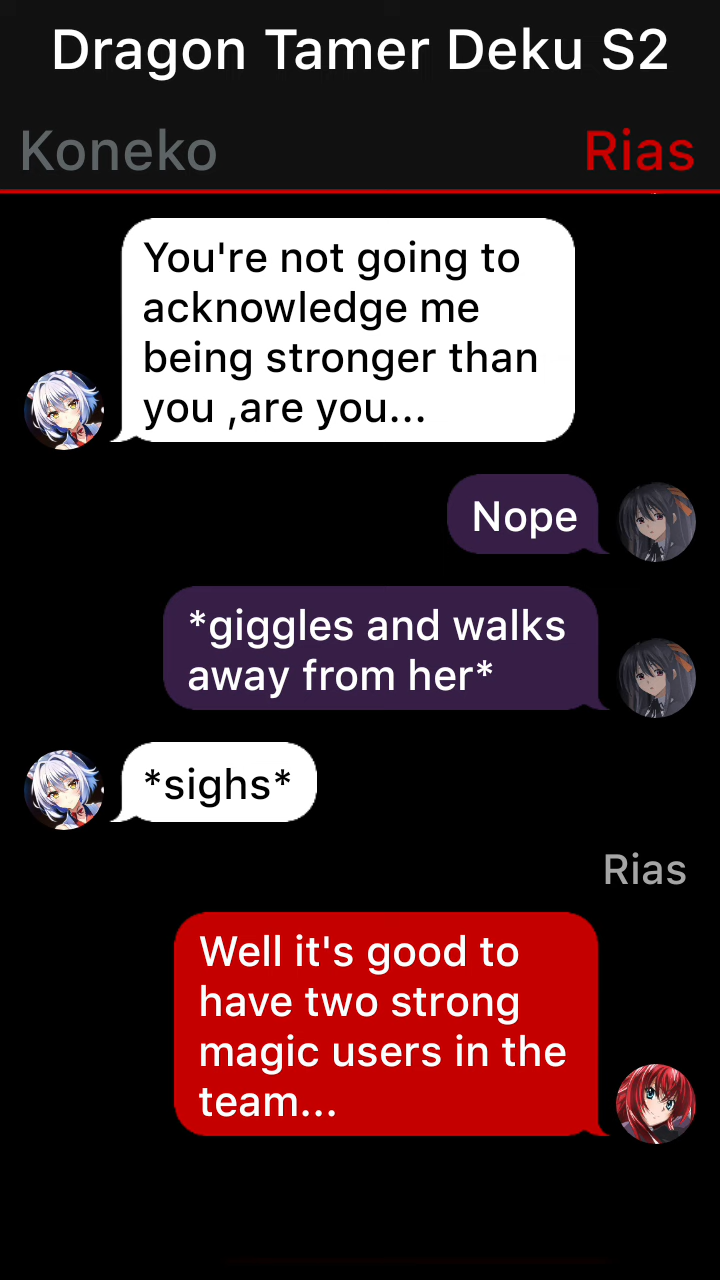 Dragon Tamer Deku S2
Koneko
Rias
You're not going to
acknowledge me
being stronger than
you ,are you...
Nope
*giggles and walks
away from her*
*sighs*
Rias
Well it's good to
have two strong
magic users in the
team...